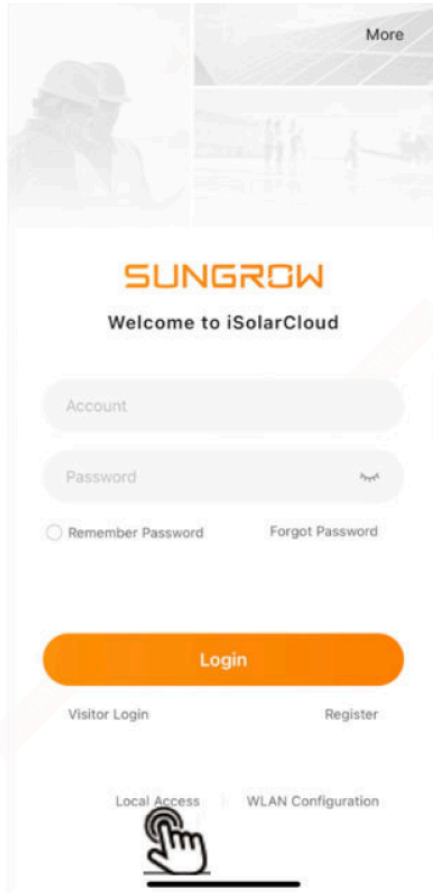 More
SUNGROW
Welcome to iSolarCloud
Account
Password
Remember Password Forgot Password
Login
Visitor Login Register
Local Access WLAN Configuration